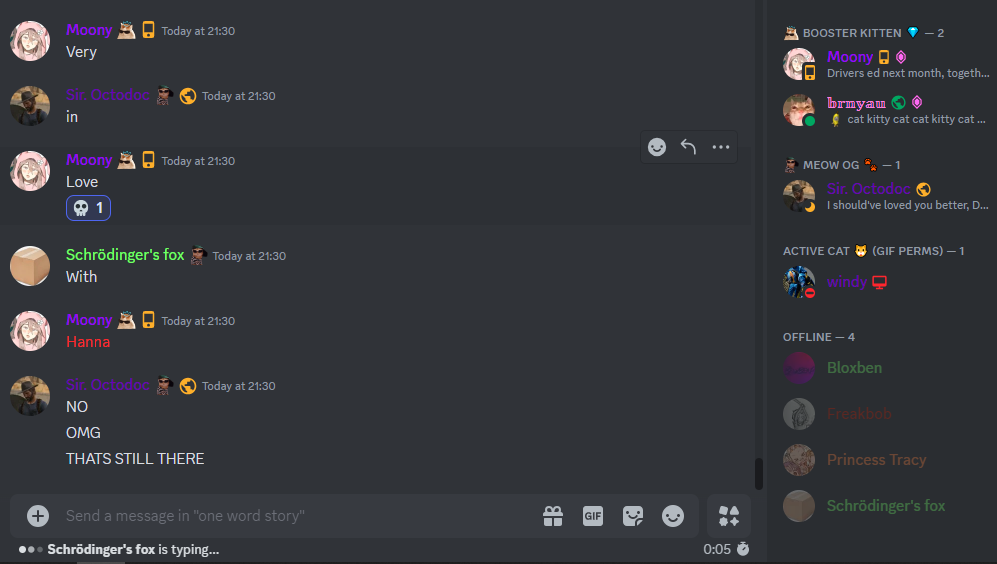 Moony Today at 21:30
Very
Sir. Octodoc Today at 21:30
in
Moony Today at 21:30
Love
1
Schrödinger's fox Today at 21:30
With
Moony Today at 21:30
Hanna
Sir. Octodoc Today at 21:30
NO
OMG
THATS STILL THERE
Send a message in "one word story"
GIF
Schrödinger's fox is typing...
0:05
BOOSTER KITTEN 💎 — 2
Moony
Drivers ed next month, togeth...
brnyau
cat kitty cat cat kitty cat ...
MEOW OG 🐾 — 1
Sir. Octodoc
I should've loved you better, D...
ACTIVE CAT 🐱 (GIF PERMS) — 1
windy
OFFLINE — 4
Bloxben
Freakbob
Princess Tracy
Schrödinger's fox